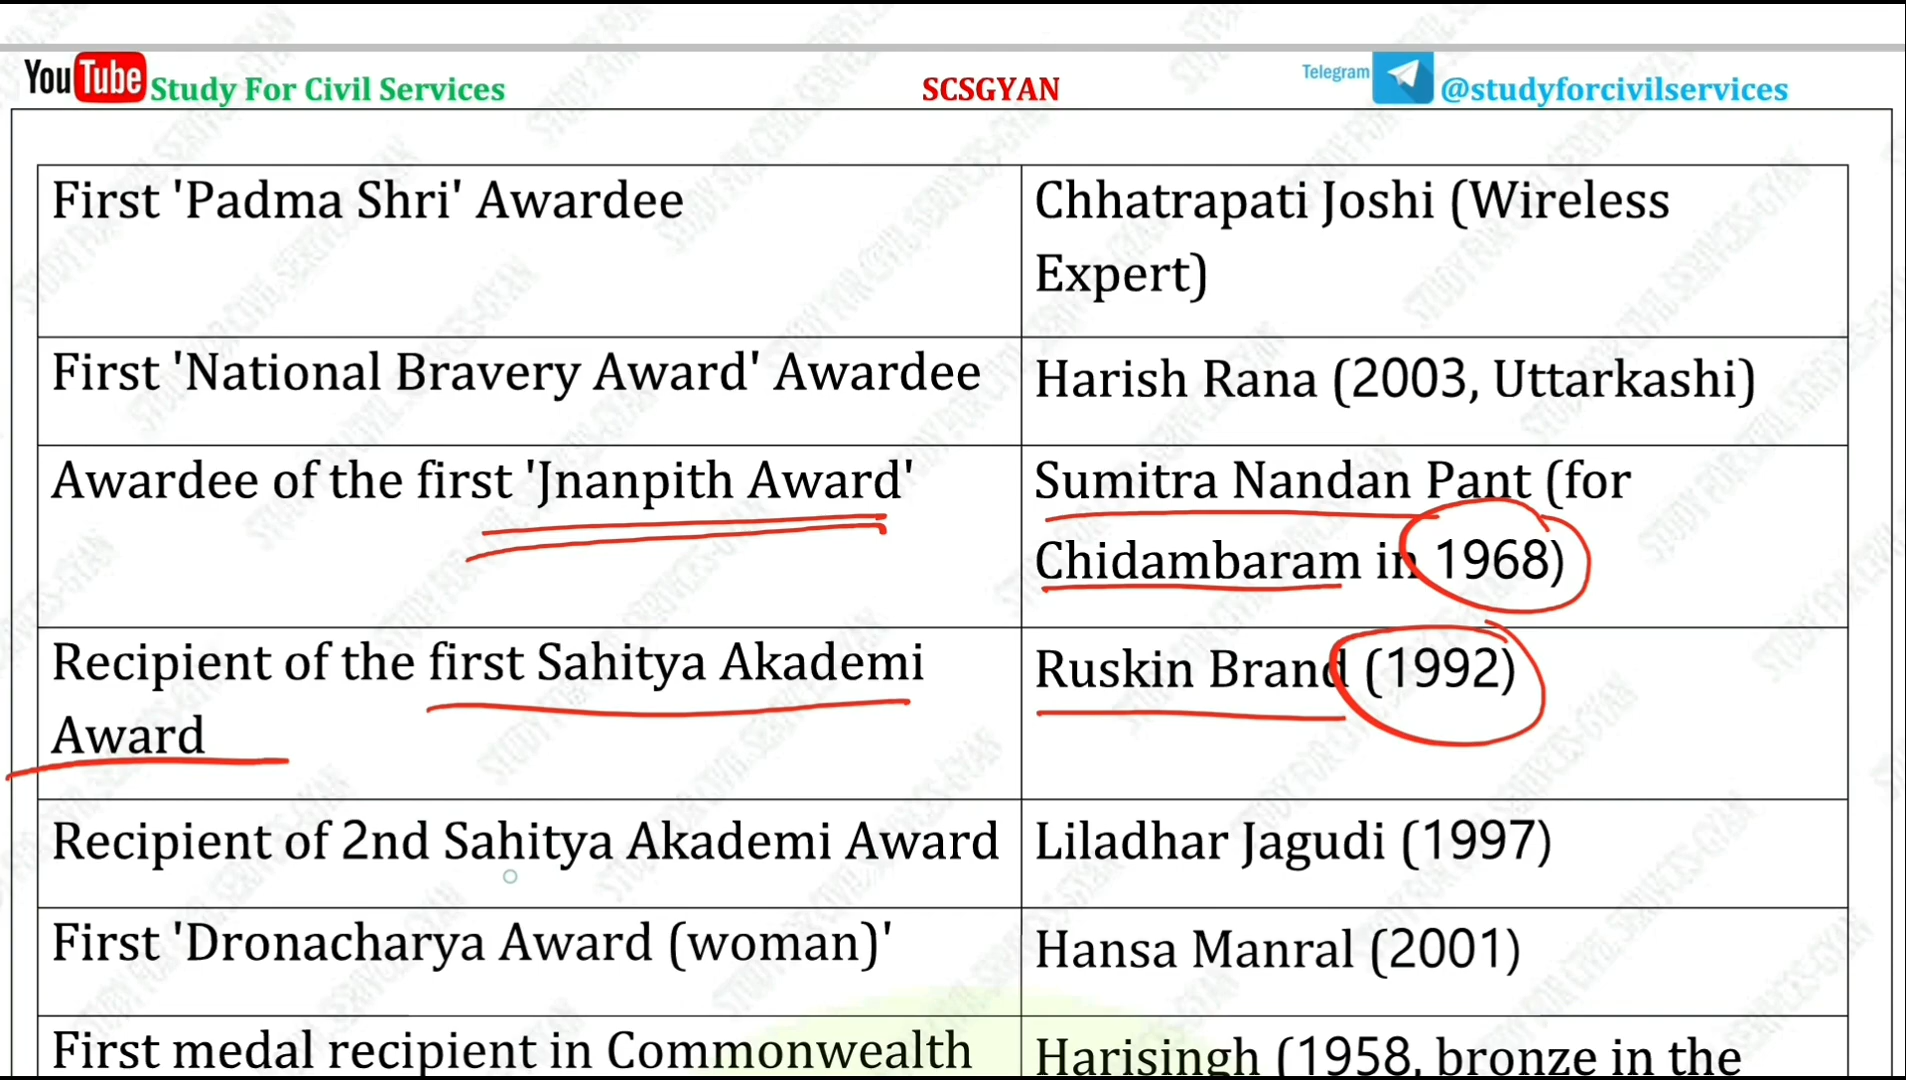 YouTube Study For Civil Services SCSGYAN Telegram @studyforcivilservices
First 'Padma Shri' Awardee
Chhatrapati Joshi (Wireless
Expert)
First 'National Bravery Award' Awardee
Harish Rana (2003, Uttarkashi)
Awardee of the first 'Jnanpith Award'
Sumitra Nandan Pant (for
Chidambaram in 1968)
Recipient of the first Sahitya Akademi
Award
Ruskin Brand (1992)
Recipient of 2nd Sahitya Akademi Award
Liladhar Jagudi (1997)
First 'Dronacharya Award (woman)'
Hansa Manral (2001)
First medal recipient in Commonwealth
Harisingh (1958, bronze in the